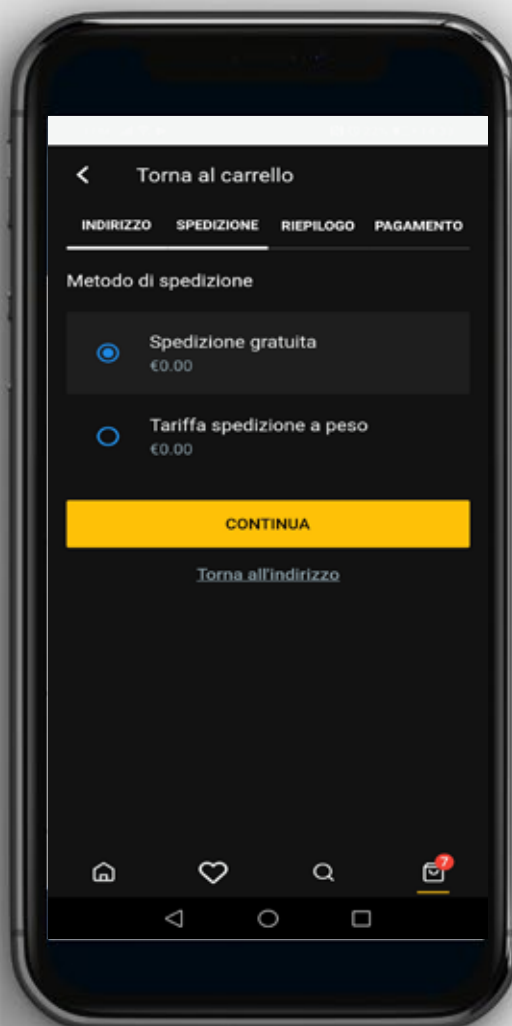 Torna al carrello
INDIRIZZO SPEDIZIONE RIEPILOGO PAGAMENTO
Metodo di spedizione
Spedizione gratuita
€0.00
Tariffa spedizione a peso
€0.00
CONTINUA
Torna all'indirizzo
7